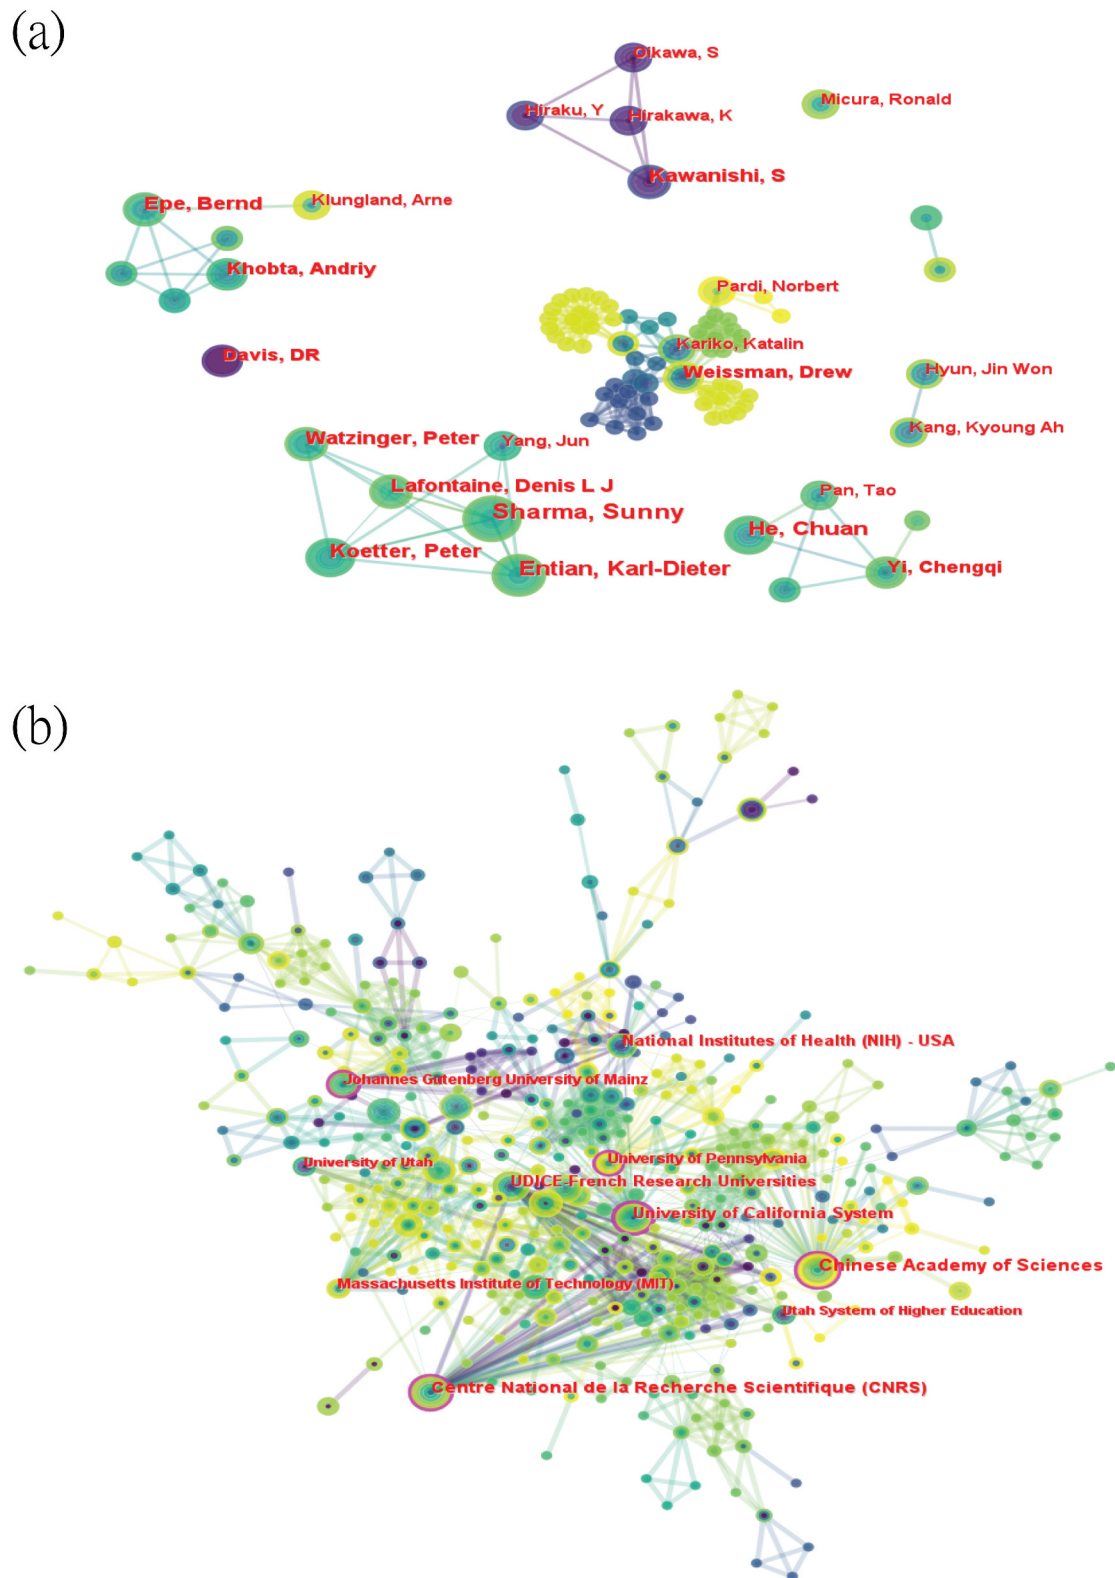 (a)
Oikawa, S
Micura, Ronald
Hiraku, Y
Hirakawa, K
Kawanishi, S
Epe, Bernd
Klungland, Arne
Khobta, Andriy
Pardi, Norbert
Kariko, Katalin
Davis, DR
Weissman, Drew
Hyun, Jin Won
Kang, Kyoung Ah
Watzinger, Peter
Yang, Jun
Lafontaine, Denis L J
Pan, Tao
Sharma, Sunny
He, Chuan
Koetter, Peter
Entian, Karl-Dieter
Yi, Chengqi
(b)
National Institutes of Health (NIH) - USA
Johannes Gutenberg University of Mainz
University of Utah
University of Pennsylvania
UDICE-French Research Universities
University of California System
Chinese Academy of Sciences
Massachusetts Institute of Technology (MIT)
Utah System of Higher Education
Centre National de la Recherche Scientifique (CNRS)